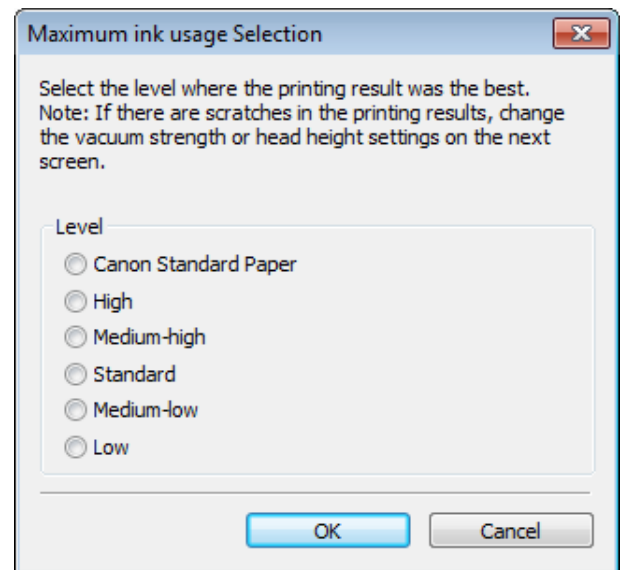 Maximum ink usage Selection
Select the level where the printing result was the best.
Note: If there are scratches in the printing results, change
the vacuum strength or head height settings on the next
screen.
Level
Canon Standard Paper
High
Medium-high
Standard
Medium-low
Low
OK
Cancel